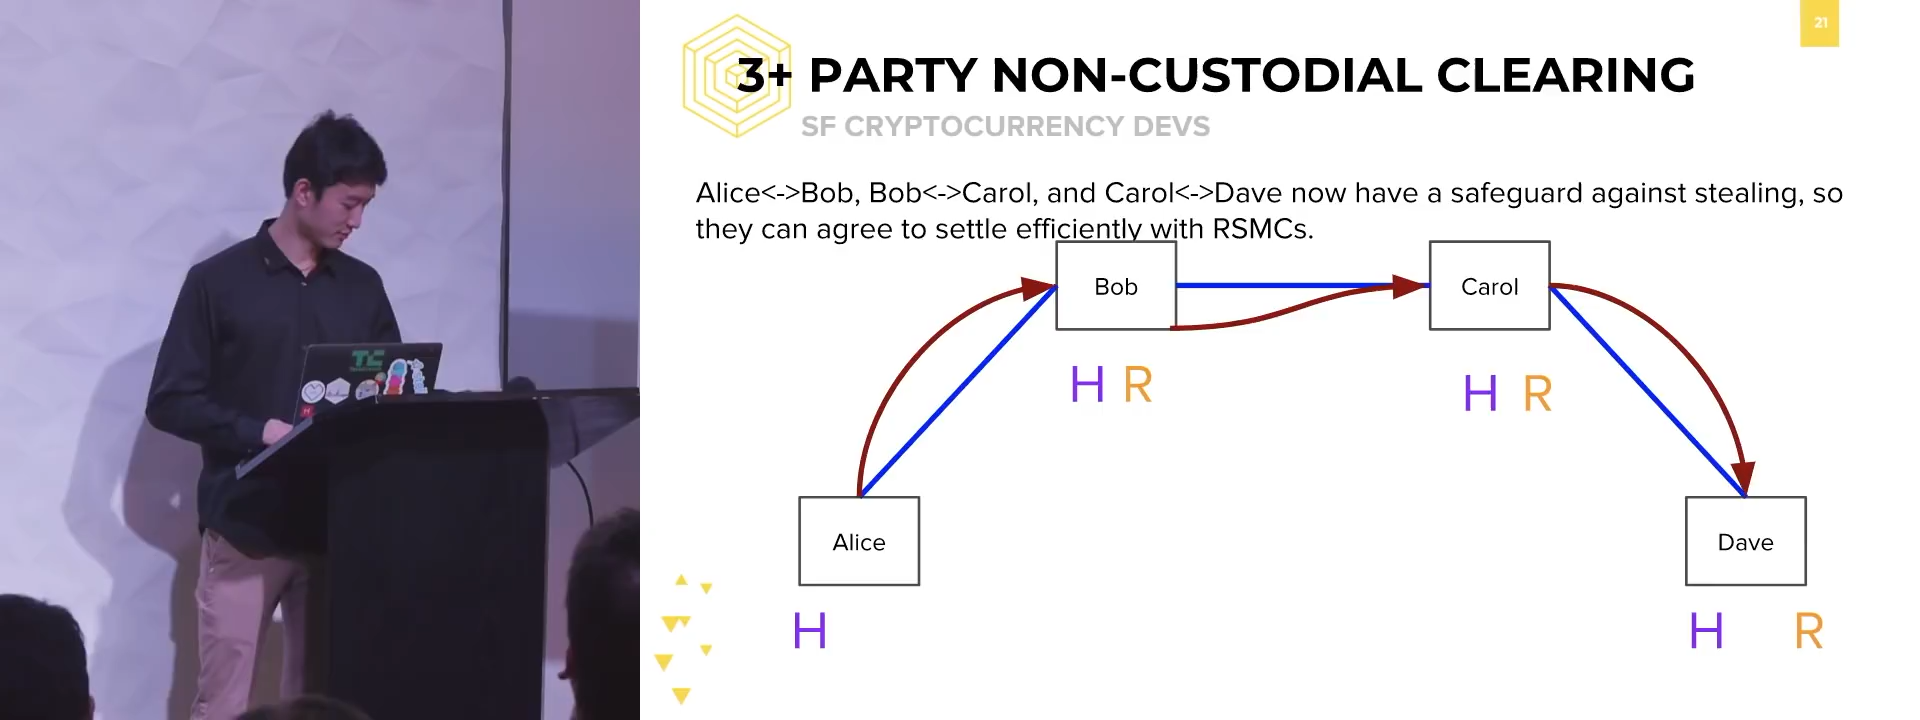 21
3+ PARTY NON-CUSTODIAL CLEARING
SF CRYPTOCURRENCY DEVS
Alice<->Bob, Bob<->Carol, and Carol<->Dave now have a safeguard against stealing, so
they can agree to settle efficiently with RSMCs.
Bob
Carol
H R
H R
Alice
Dave
H
H R
TC